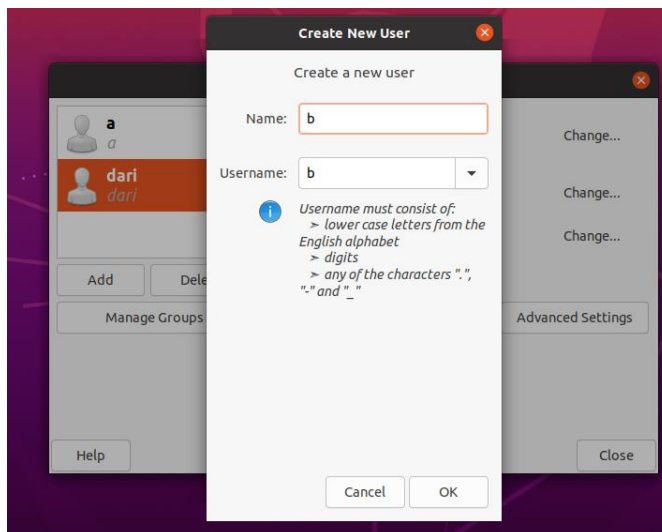 Create New User
Create a new user
Name: b
Username: b
Username must consist of:
➣ lower case letters from the
English alphabet
➣ digits
➣ any of the characters ".",
"-" and "_"
Cancel
OK
a
a
dari
dari
Change...
Change...
Change...
Add
Dele
Manage Groups
Advanced Settings
Help
Close